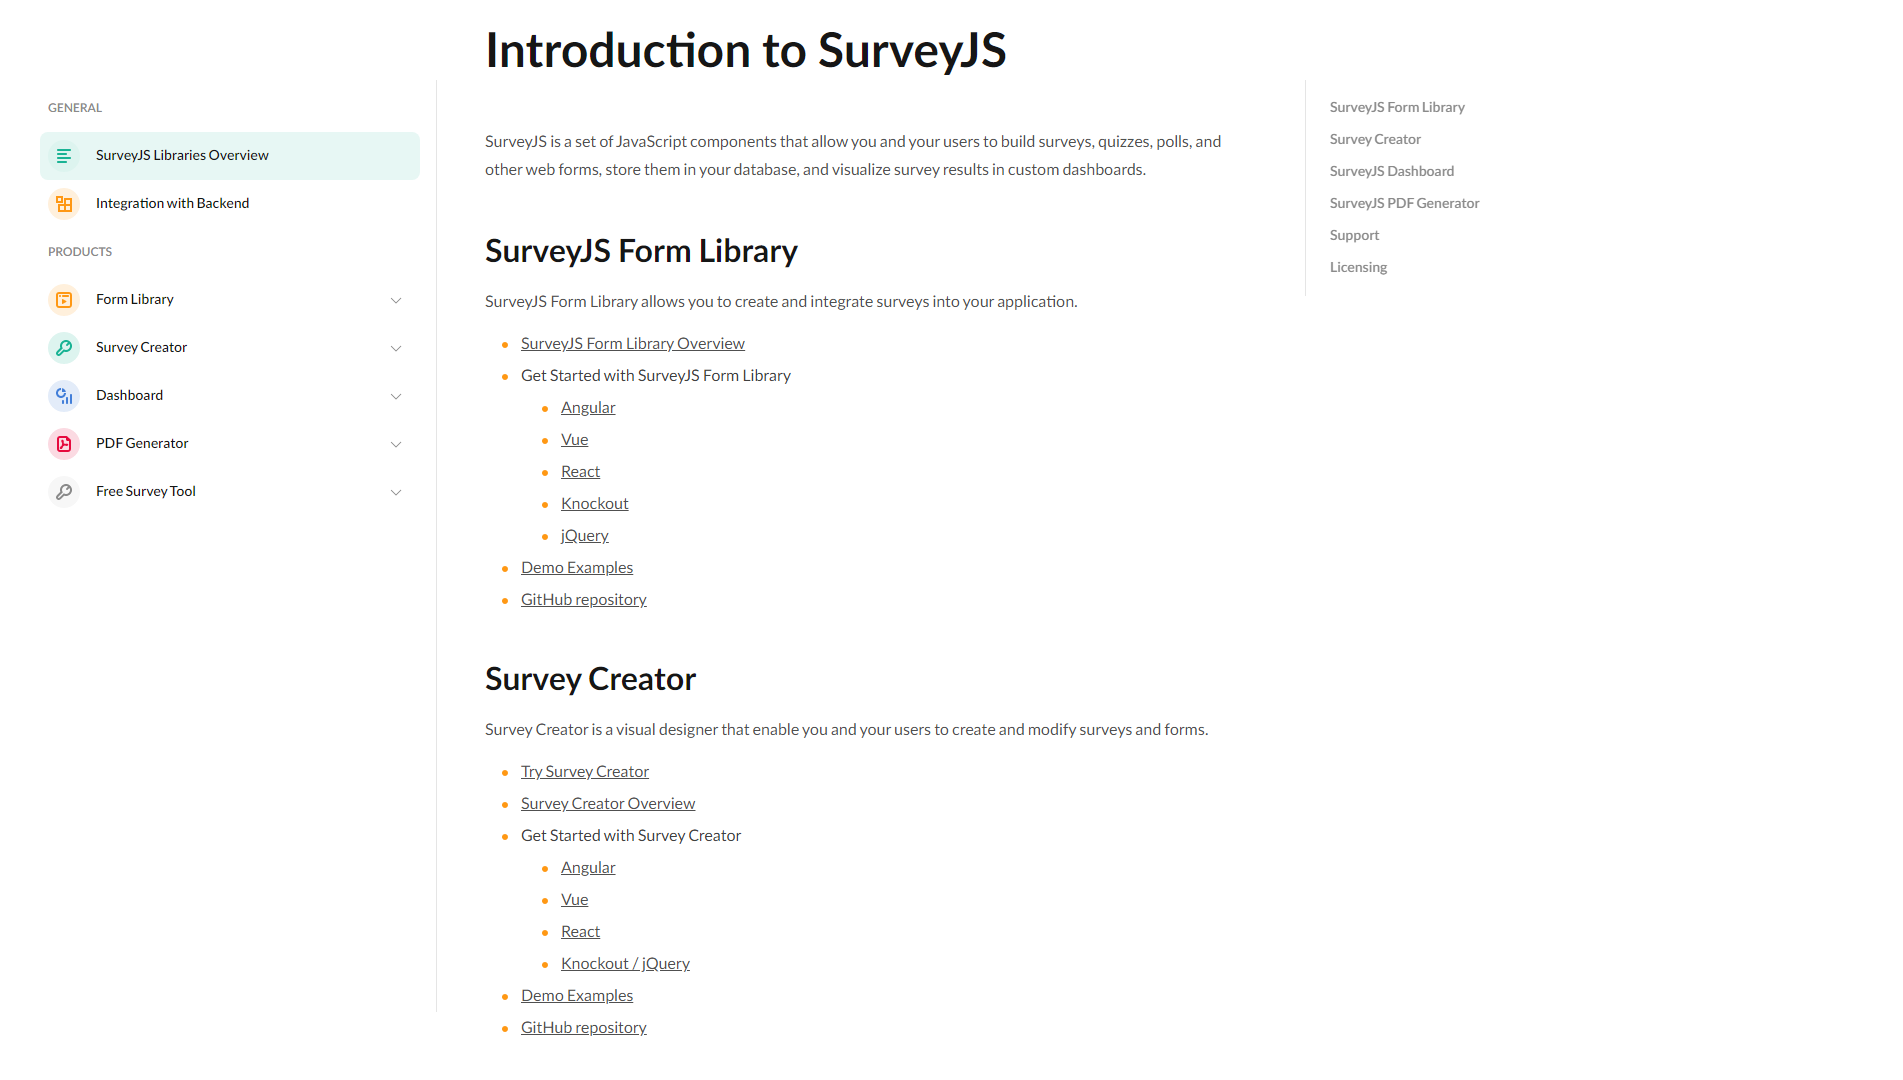 Introduction to SurveyJS
GENERAL
SurveyJS Libraries Overview
Integration with Backend
PRODUCTS
Form Library
Survey Creator
Dashboard
PDF Generator
Free Survey Tool
SurveyJS is a set of JavaScript components that allow you and your users to build surveys, quizzes, polls, and
other web forms, store them in your database, and visualize survey results in custom dashboards.
SurveyJS Form Library
SurveyJS Form Library allows you to create and integrate surveys into your application.
SurveyJS Form Library Overview
Get Started with SurveyJS Form Library
Angular
Vue
React
Knockout
jQuery
Demo Examples
GitHub repository
Survey Creator
Survey Creator is a visual designer that enable you and your users to create and modify surveys and forms.
Try Survey Creator
Survey Creator Overview
Get Started with Survey Creator
Angular
Vue
React
Knockout / jQuery
Demo Examples
GitHub repository
SurveyJS Form Library
Survey Creator
SurveyJS Dashboard
SurveyJS PDF Generator
Support
Licensing